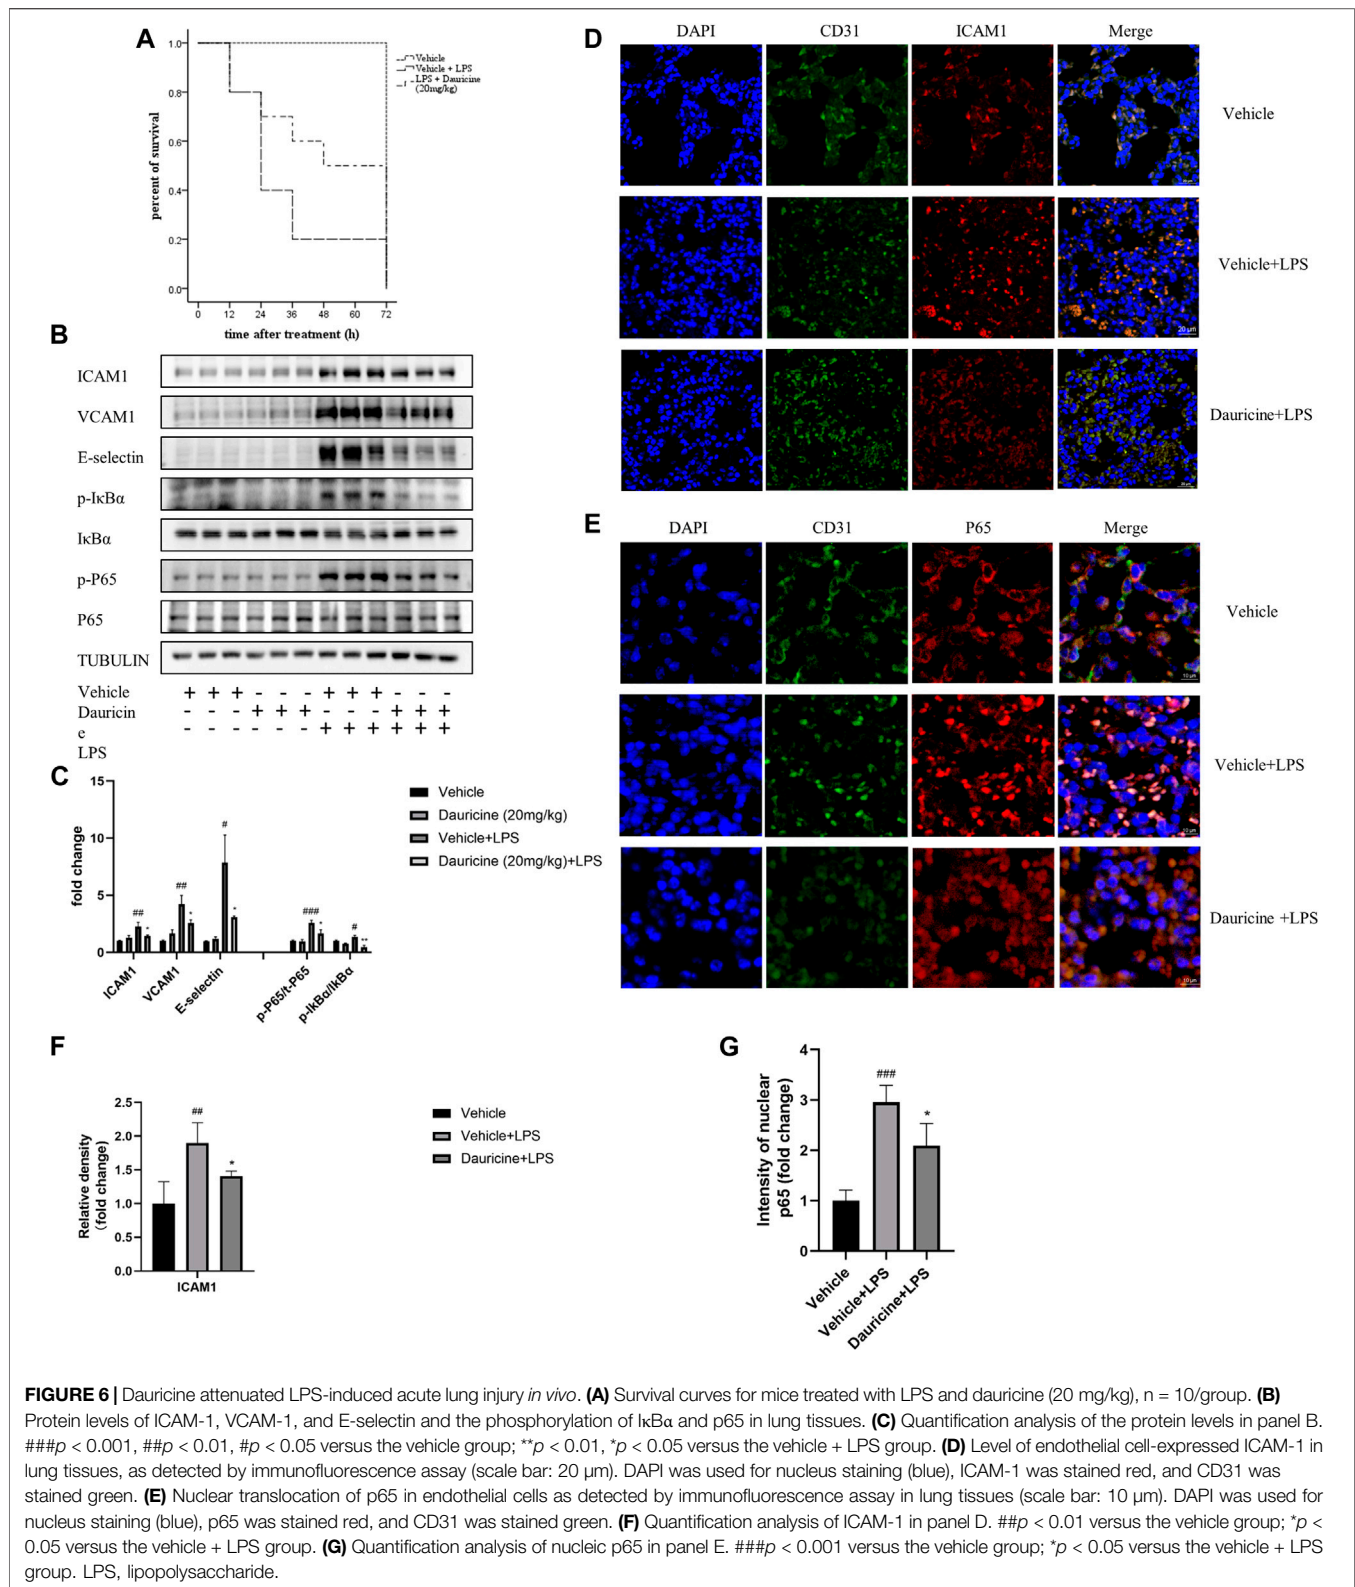 A
1.0
0.8
0.6
0.4
0.2
0.0
percent of survival
0 12 24 36 48 60 72
time after treatment (h)
Vehicle
Vehicle + LPS
LPS + Dauricine
(20mg/kg)
B
ICAM1
VCAM1
E-selectin
p-IκBα
IκBα
p-P65
P65
TUBULIN
Vehicle + + + - - - + + + - - -
Dauricin - - - + + + - - - + + +
e - - - - - - + + + + + +
LPS
C
15
10
5
0
fold change
## * ## * # * ### * # **
ICAM1 VCAM1 E-selectin p-P65/t-P65 p-IkBα/IkBα
Vehicle
Dauricine (20mg/kg)
Vehicle+LPS
Dauricine (20mg/kg)+LPS
D
DAPI CD31 ICAM1 Merge
Vehicle
Vehicle+LPS
20 µm
Dauricine+LPS
E
DAPI CD31 P65 Merge
Vehicle
10 µm
Vehicle+LPS
10 µm
Dauricine +LPS
10 µm
F
2.5
2.0
1.5
1.0
0.5
0.0
Relative density
(fold change)
## *
ICAM1
Vehicle
Vehicle+LPS
Dauricine+LPS
G
4
3
2
1
0
Intensity of nuclear
p65 (fold change)
### *
Vehicle Vehicle+LPS Dauricine+LPS
FIGURE 6 | Dauricine attenuated LPS-induced acute lung injury in vivo. (A) Survival curves for mice treated with LPS and dauricine (20 mg/kg), n = 10/group. (B)
Protein levels of ICAM-1, VCAM-1, and E-selectin and the phosphorylation of IκBα and p65 in lung tissues. (C) Quantification analysis of the protein levels in panel B.
###p < 0.001, ##p < 0.01, #p < 0.05 versus the vehicle group; **p < 0.01, *p < 0.05 versus the vehicle + LPS group. (D) Level of endothelial cell-expressed ICAM-1 in
lung tissues, as detected by immunofluorescence assay (scale bar: 20 µm). DAPI was used for nucleus staining (blue), ICAM-1 was stained red, and CD31 was
stained green. (E) Nuclear translocation of p65 in endothelial cells as detected by immunofluorescence assay in lung tissues (scale bar: 10 µm). DAPI was used for
nucleus staining (blue), p65 was stained red, and CD31 was stained green. (F) Quantification analysis of ICAM-1 in panel D. ##p < 0.01 versus the vehicle group; *p <
0.05 versus the vehicle + LPS group. (G) Quantification analysis of nucleic p65 in panel E. ###p < 0.001 versus the vehicle group; *p < 0.05 versus the vehicle + LPS
group. LPS, lipopolysaccharide.